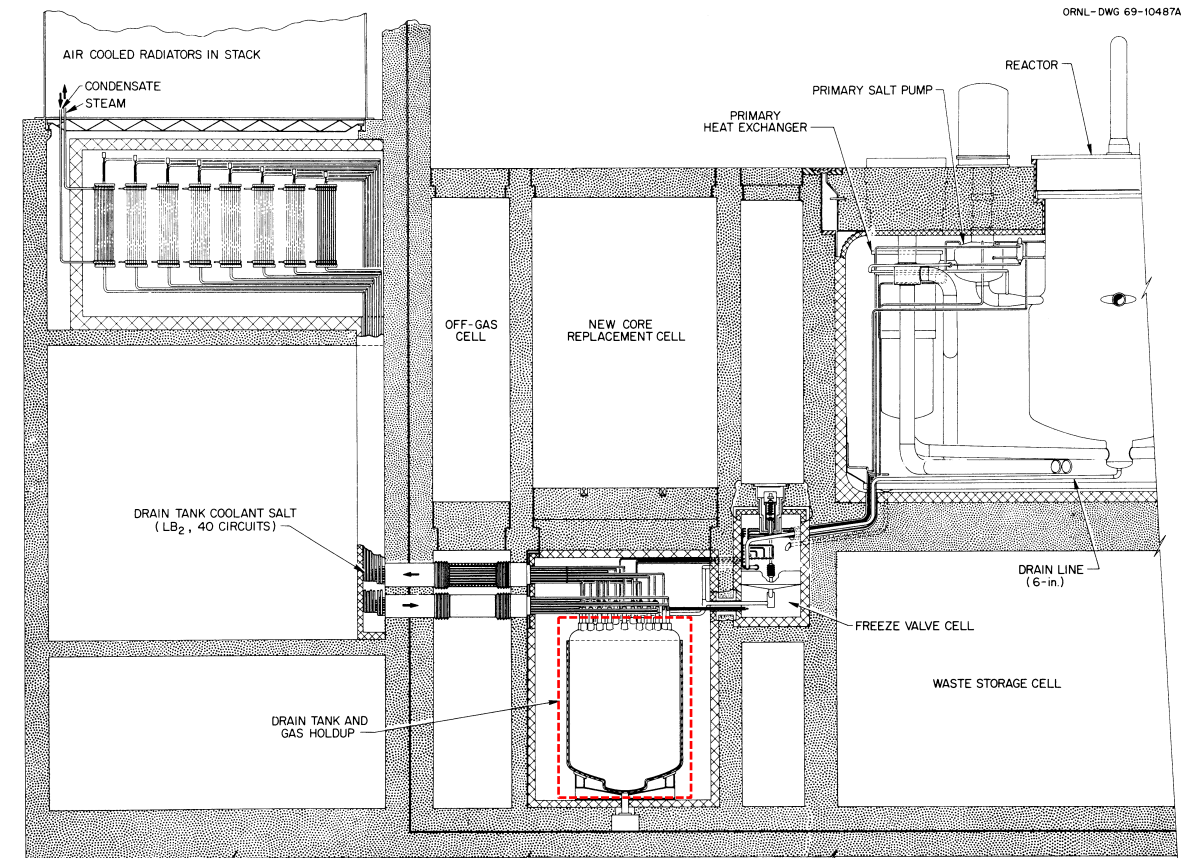 ORNL-DWG 69-10487A
AIR COOLED RADIATORS IN STACK
CONDENSATE
STEAM
REACTOR
PRIMARY SALT PUMP
PRIMARY
HEAT EXCHANGER
OFF-GAS
CELL
NEW CORE
REPLACEMENT CELL
DRAIN TANK COOLANT SALT
(LB₂, 40 CIRCUITS)
DRAIN LINE
(6-in.)
FREEZE VALVE CELL
WASTE STORAGE CELL
DRAIN TANK AND
GAS HOLDUP